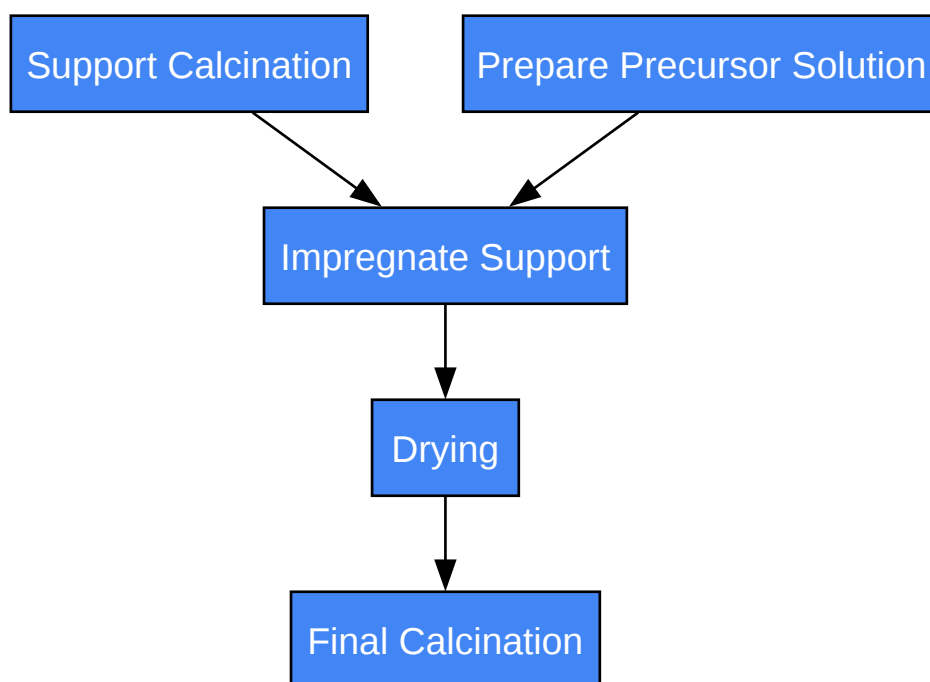 Support Calcination
Prepare Precursor Solution
Impregnate Support
Drying
Final Calcination